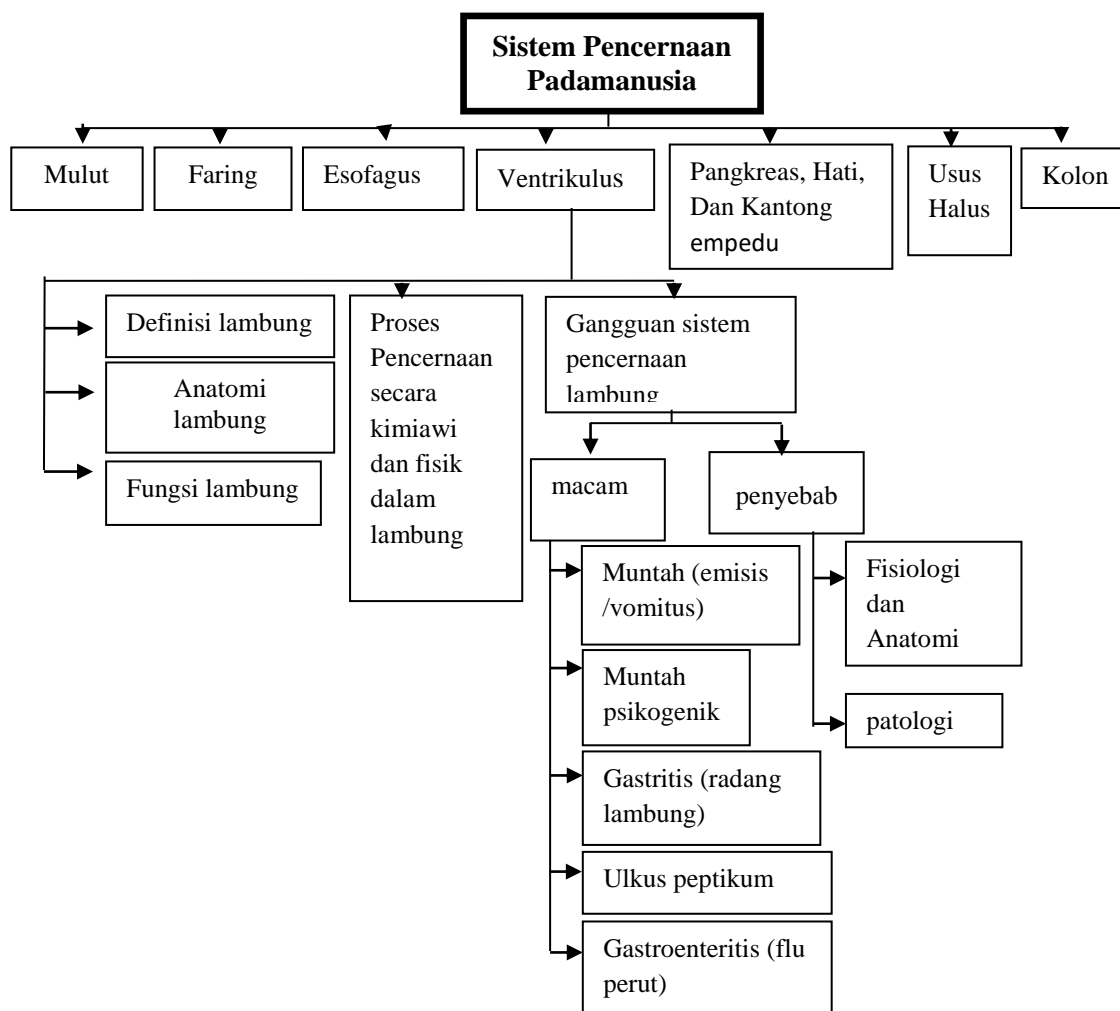 Sistem Pencernaan
Padamanusia
Mulut
Faring
Esofagus
Ventrikulus
Pangkreas, Hati,
Dan Kantong
empedu
Usus
Halus
Kolon
Definisi lambung
Anatomi
lambung
Fungsi lambung
Proses
Pencernaan
secara
kimiawi
dan fisik
dalam
lambung
Gangguan sistem
pencernaan
lambung
macam
penyebab
Muntah (emisis
/vomitus)
Muntah
psikogenik
Gastritis (radang
lambung)
Ulkus peptikum
Gastroenteritis (flu
perut)
Fisiologi
dan
Anatomi
patologi